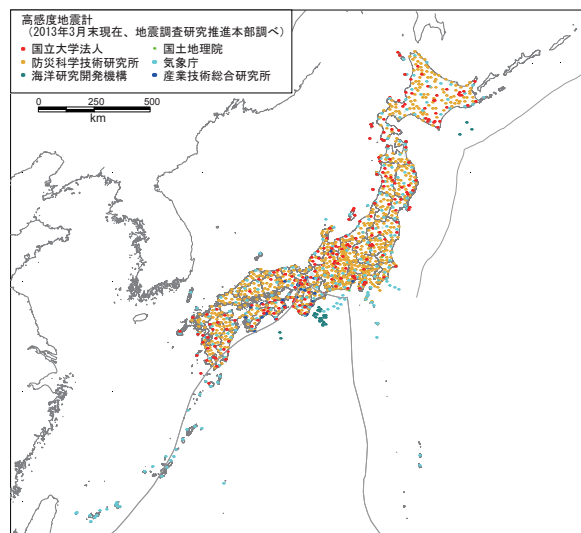 高感度地震計
（2013年3月末現在、地震調査研究推進本部調べ）
国立大学法人 国土地理院
防災科学技術研究所 気象庁
海洋研究開発機構 産業技術総合研究所
0 250 500
km